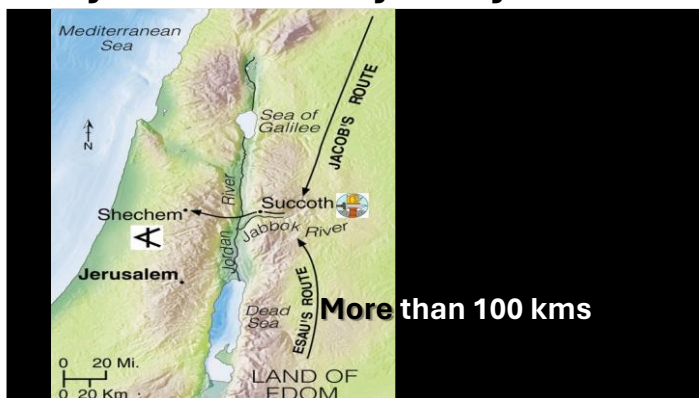 Mediterranean
Sea
N
Sea of
Galilee
JACOB'S ROUTE
River
Succoth
Shechem
Jabbok River
Jordan
Jerusalem
ESAU'S ROUTE
More than 100 kms
Dead
Sea
0 20 Mi.
0 20 Km
LAND OF
EDOM